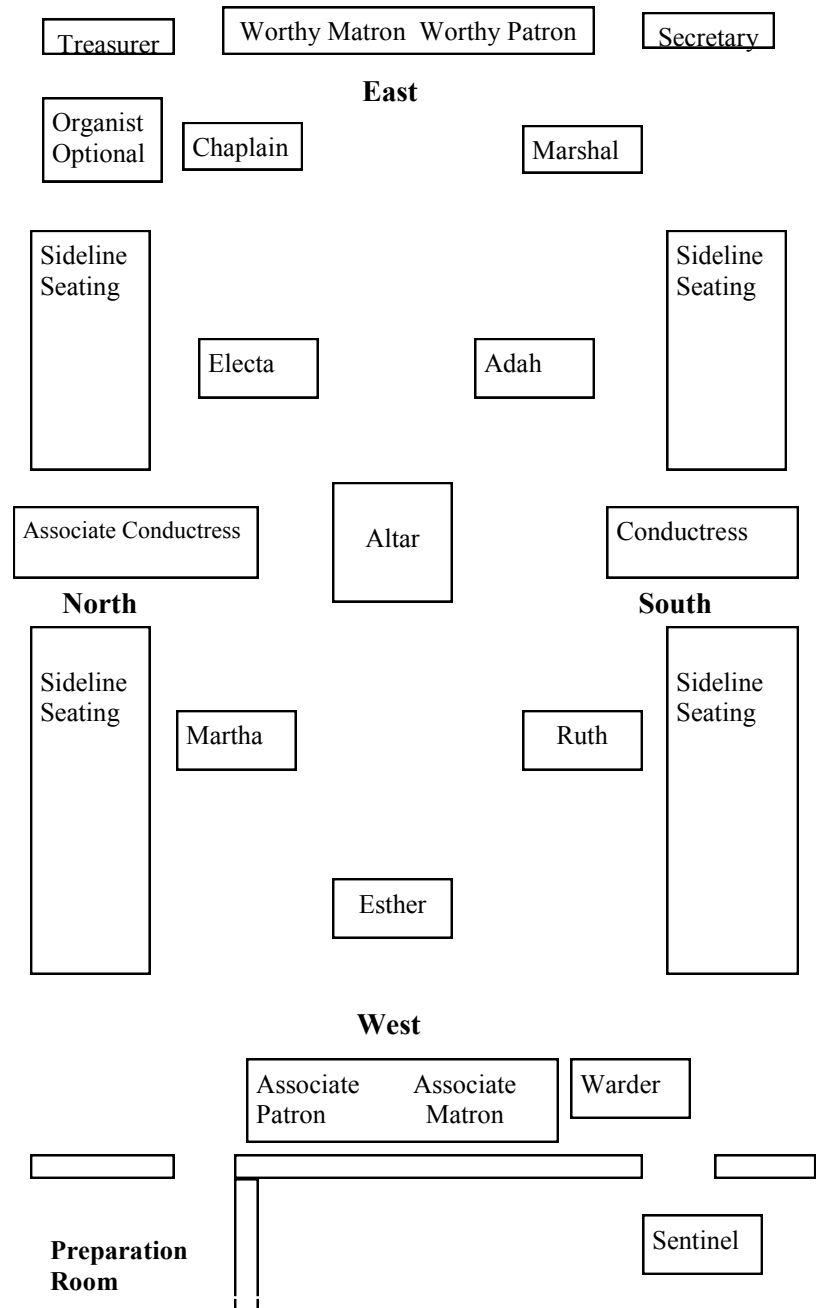 Treasurer
Worthy Matron Worthy Patron
Secretary
East
Organist
Optional
Chaplain
Marshal
Sideline
Seating
Sideline
Seating
Electa
Adah
Associate Conductress
Altar
Conductress
North
South
Sideline
Seating
Martha
Ruth
Sideline
Seating
Esther
West
Associate
Patron
Associate
Matron
Warder
Preparation
Room
Sentinel